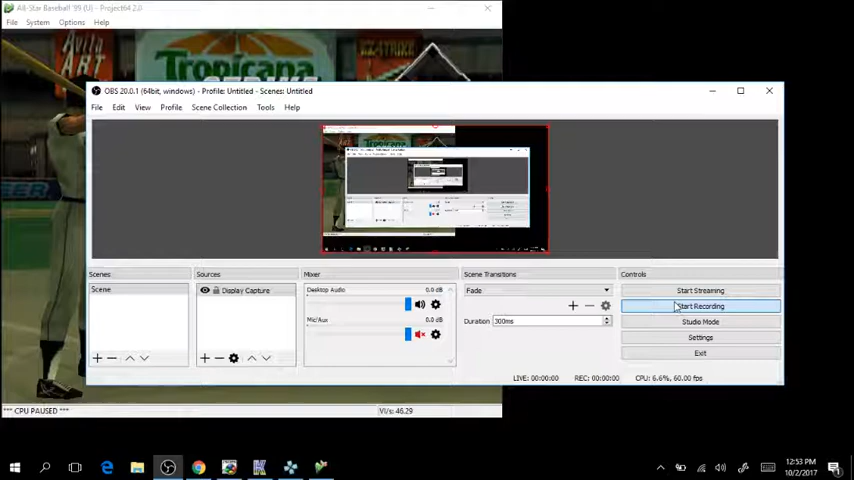 All-Star Baseball '99 (U) - Project64 2.0
File System Options Help
Avita
ART
Tropicana
STRIKE
OBS 20.0.1 (64bit, windows) - Profile: Untitled - Scenes: Untitled
File Edit View Profile Scene Collection Tools Help
Scenes Sources Mixer Scene Transitions Controls
Scene
Display Capture
Desktop Audio 0.0 dB
Mic/Aux 0.0 dB
Fade
Duration 300ms
Start Streaming
Start Recording
Studio Mode
Settings
Exit
LIVE: 00:00:00 REC: 00:00:00 CPU: 6.6%, 60.00 fps
*** CPU PAUSED *** VI/s: 46.29
12:53 PM
10/2/2017